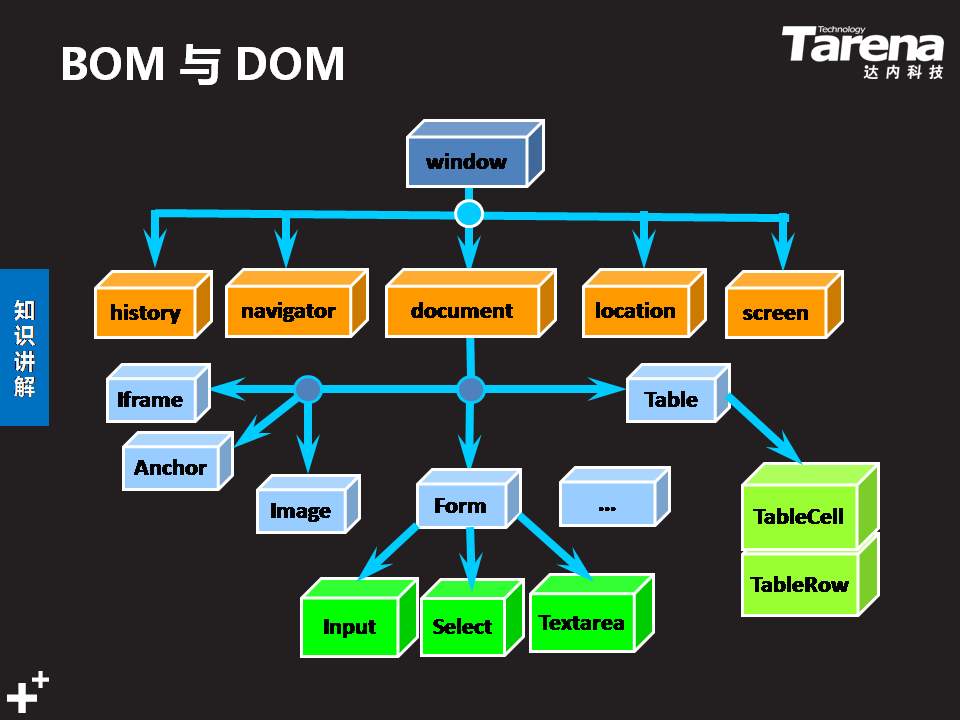 BOM 与 DOM
Technology
Tarena
达内科技
window
history
navigator
document
location
screen
知识讲解
Iframe
Table
Anchor
Image
Form
...
TableCell
TableRow
Input
Select
Textarea